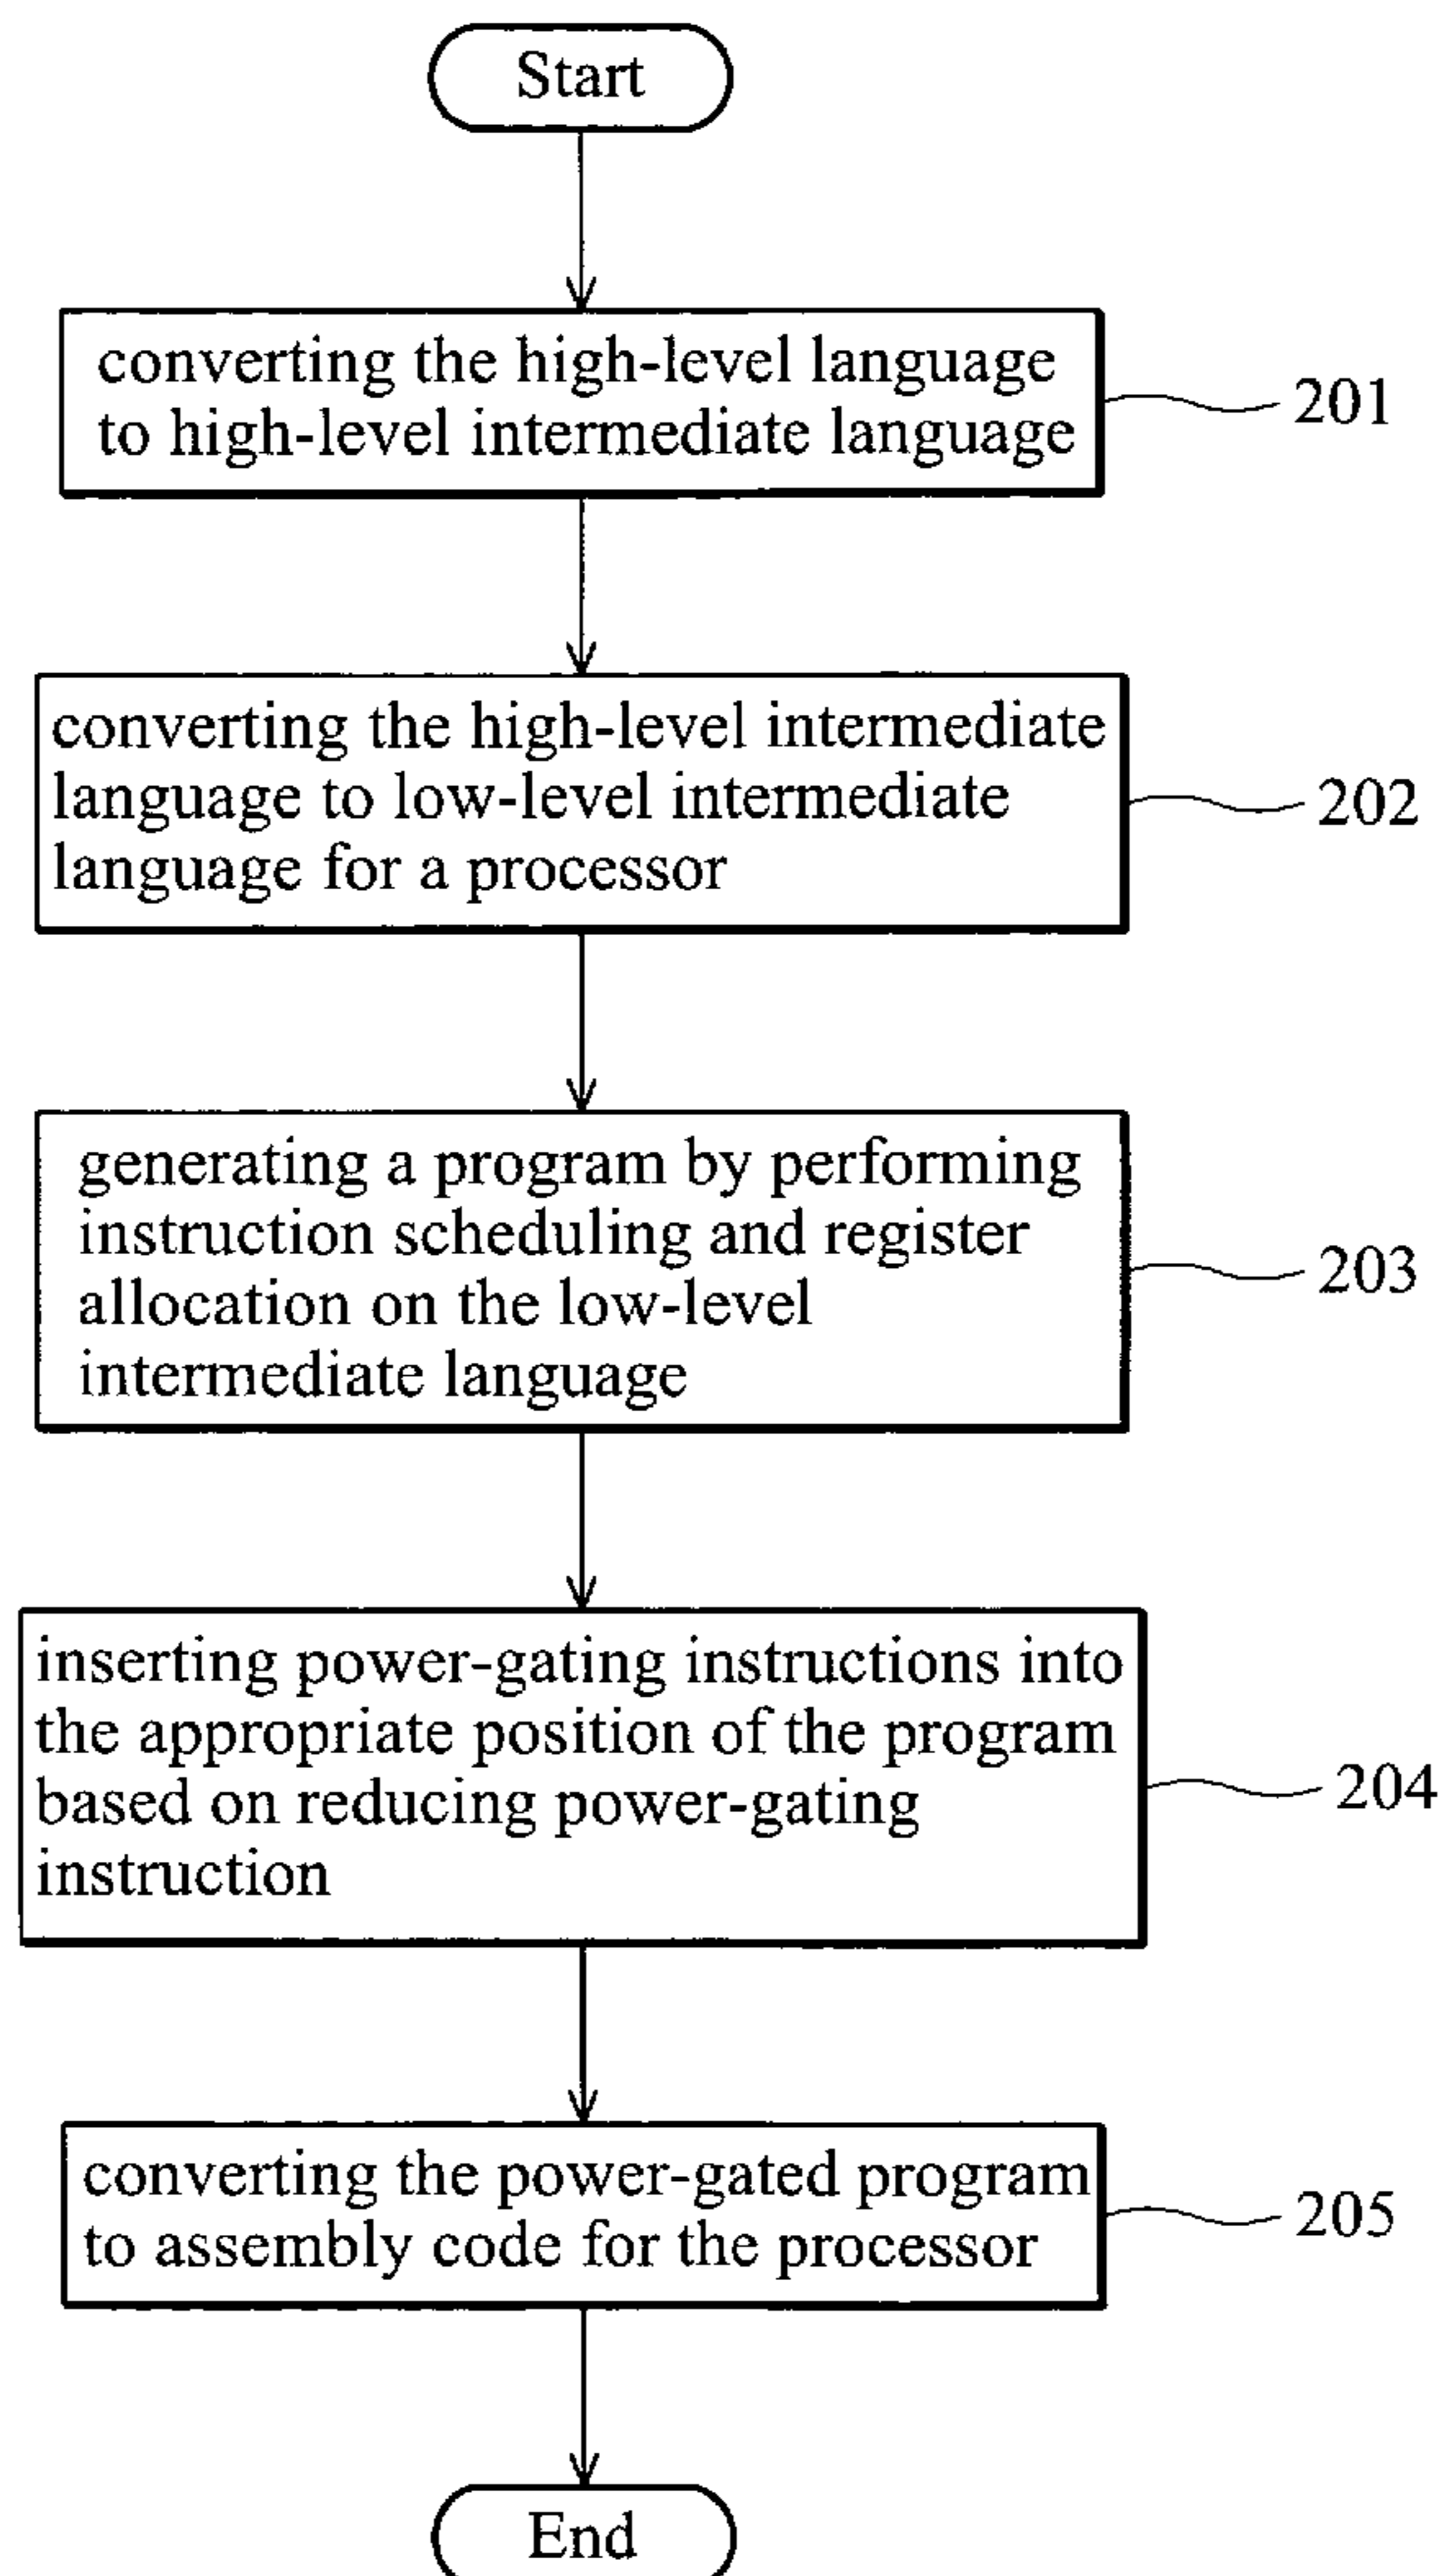 Start
converting the high-level language
to high-level intermediate language
201
converting the high-level intermediate
language to low-level intermediate
language for a processor
202
generating a program by performing
instruction scheduling and register
allocation on the low-level
intermediate language
203
inserting power-gating instructions into
the appropriate position of the program
based on reducing power-gating
instruction
204
converting the power-gated program
to assembly code for the processor
205
End